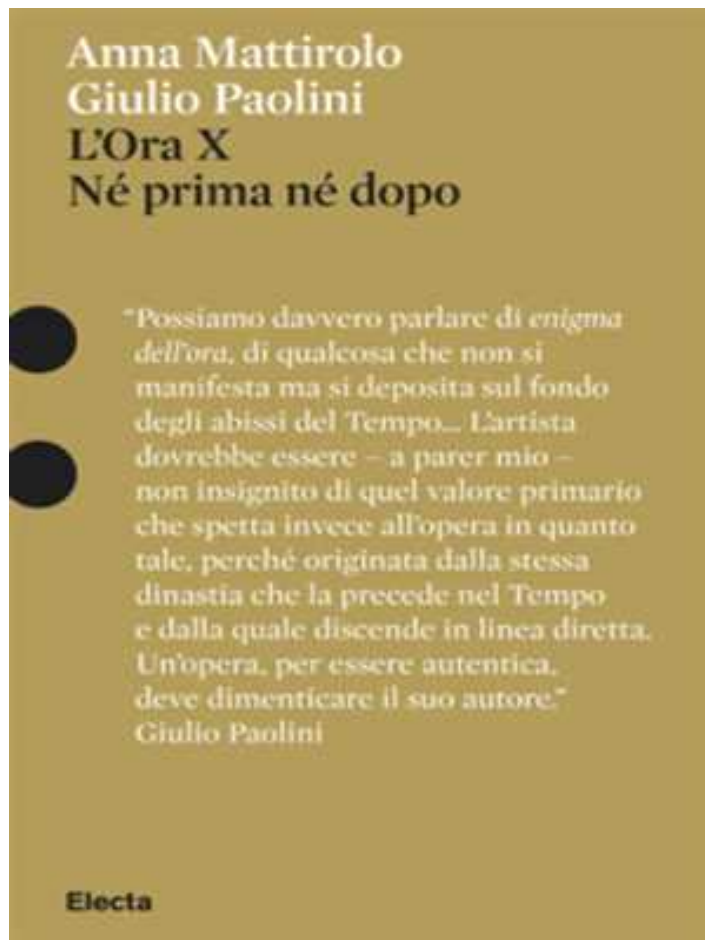 Anna Mattirolo
Giulio Paolini
L'Ora X
Né prima né dopo
“Possiamo davvero parlare di enigma
dell'ora, di qualcosa che non si
manifesta ma si deposita sul fondo
degli abissi del Tempo... L'artista
dovrebbe essere – a parer mio –
non insignito di quel valore primario
che spetta invece all'opera in quanto
tale, perché originata dalla stessa
dinastia che la precede nel Tempo
e dalla quale discende in linea diretta.
Un'opera, per essere autentica,
deve dimenticare il suo autore.”
Giulio Paolini
Electa